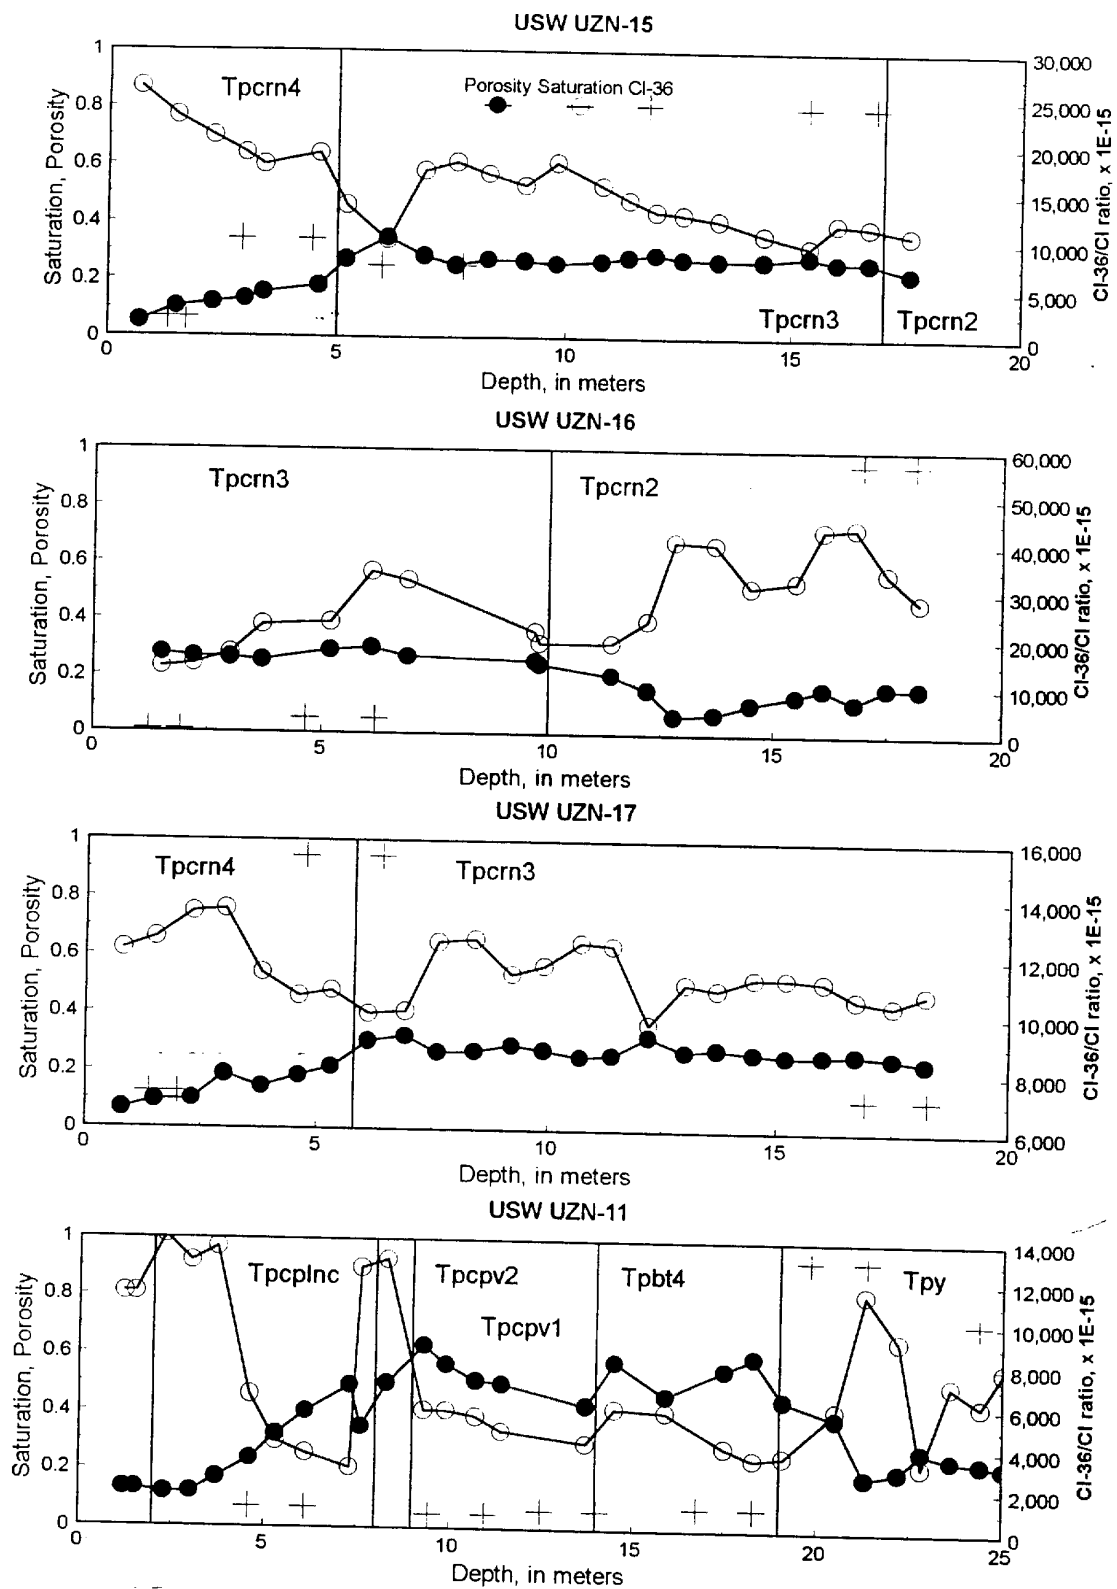 USW UZN-15
1
0.8
0.6
0.4
0.2
0
Saturation, Porosity
Tpcrn4
Porosity Saturation Cl-36
Tpcrn3
Tpcrn2
30,000
25,000
20,000
15,000
10,000
5,000
0
Cl-36/Cl ratio, x 1E-15
0 5 10 15 20
Depth, in meters
USW UZN-16
1
0.8
0.6
0.4
0.2
0
Saturation, Porosity
Tpcrn3
Tpcrn2
60,000
50,000
40,000
30,000
20,000
10,000
0
Cl-36/Cl ratio, x 1E-15
0 5 10 15 20
Depth, in meters
USW UZN-17
1
0.8
0.6
0.4
0.2
0
Saturation, Porosity
Tpcrn4
Tpcrn3
16,000
14,000
12,000
10,000
8,000
6,000
Cl-36/Cl ratio, x 1E-15
0 5 10 15 20
Depth, in meters
USW UZN-11
1
0.8
0.6
0.4
0.2
0
Saturation, Porosity
Tpcplnc
Tpcpv2
Tpcpv1
Tpbt4
Tpy
14,000
12,000
10,000
8,000
6,000
4,000
2,000
0
Cl-36/Cl ratio, x 1E-15
0 5 10 15 20 25
Depth, in meters